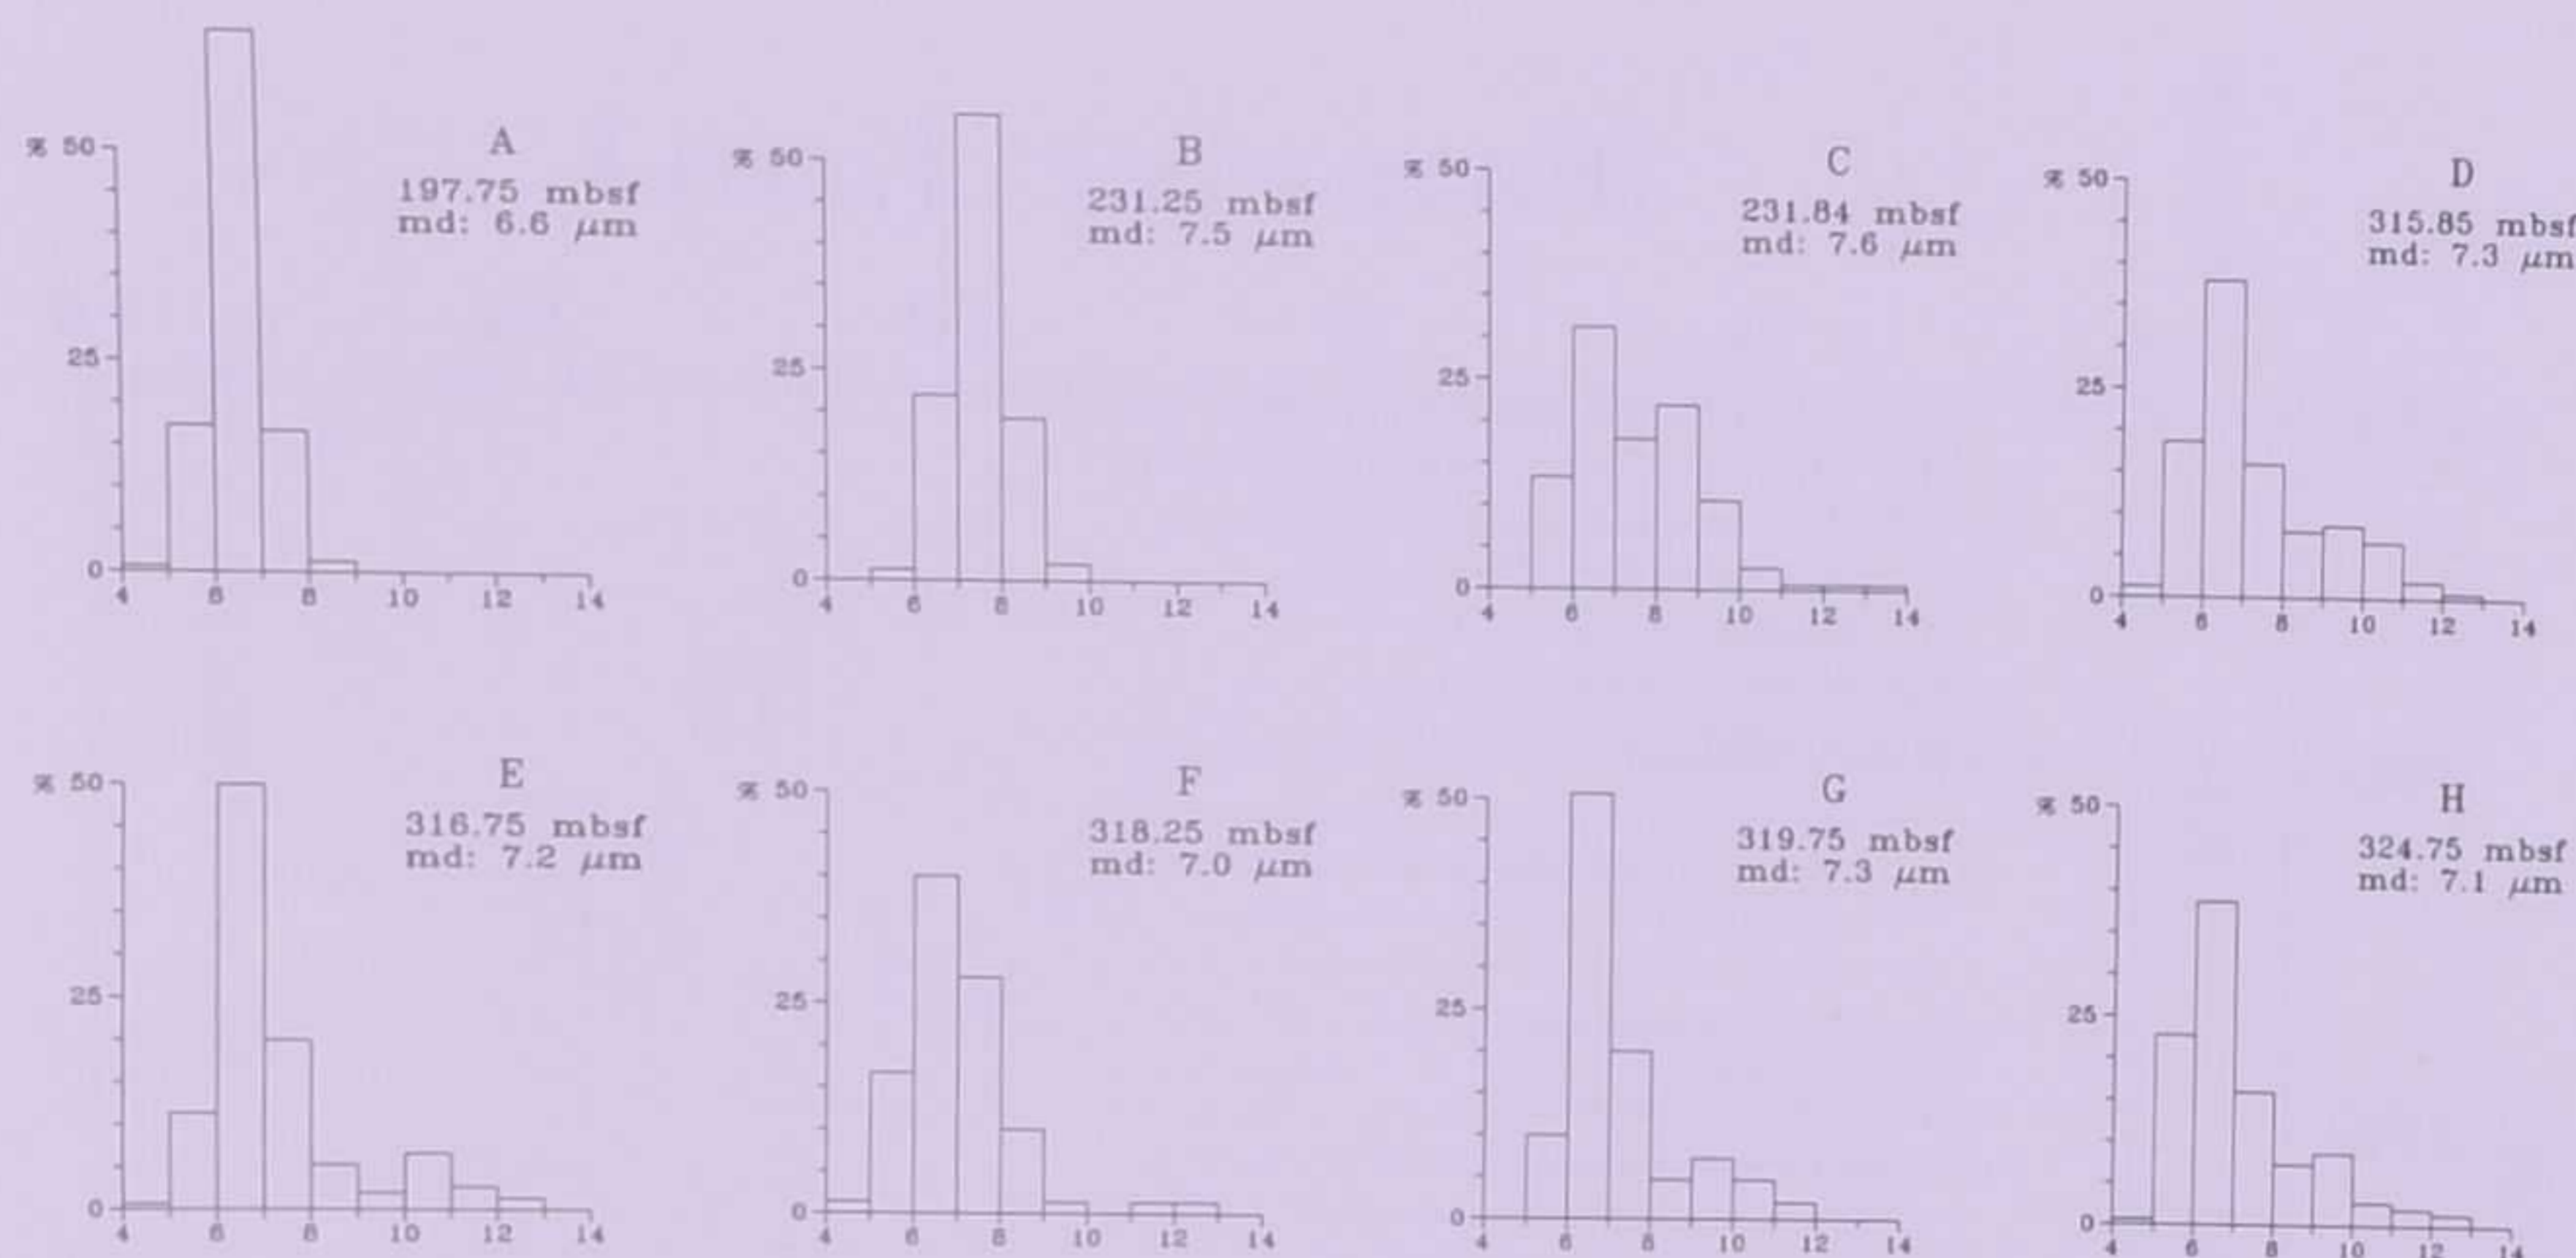 A
% 50
197.75 mbsf
md: 6.6 μm
25
0
4 6 8 10 12 14
B
% 50
231.25 mbsf
md: 7.5 μm
25
0
4 6 8 10 12 14
C
% 50
231.84 mbsf
md: 7.6 μm
25
0
4 6 8 10 12 14
D
% 50
315.85 mbsf
md: 7.3 μm
25
0
4 6 8 10 12 14
E
% 50
316.75 mbsf
md: 7.2 μm
25
0
4 6 8 10 12 14
F
% 50
318.25 mbsf
md: 7.0 μm
25
0
4 6 8 10 12 14
G
% 50
319.75 mbsf
md: 7.3 μm
25
0
4 6 8 10 12 14
H
% 50
324.75 mbsf
md: 7.1 μm
25
0
4 6 8 10 12 14